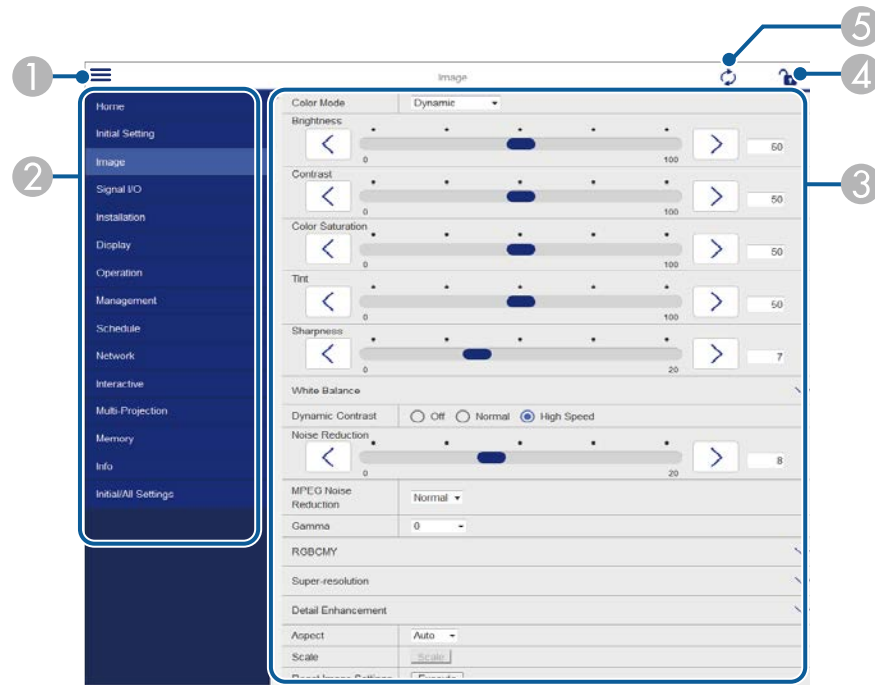 5
1
Image
4
2
3
Home
Initial Setting
Image
Signal I/O
Installation
Display
Operation
Management
Schedule
Network
Interactive
Multi-Projection
Memory
Info
Initial/All Settings
Color Mode Dynamic
Brightness
0 100 50
Contrast
0 100 50
Color Saturation
0 100 50
Tint
0 100 50
Sharpness
0 20 7
White Balance
Dynamic Contrast Off Normal High Speed
Noise Reduction
0 20 8
MPEG Noise
Reduction
Normal
Gamma 0
RGBCMY
Super-resolution
Detail Enhancement
Aspect Auto
Scale Scale
Reset Image Settings Execute